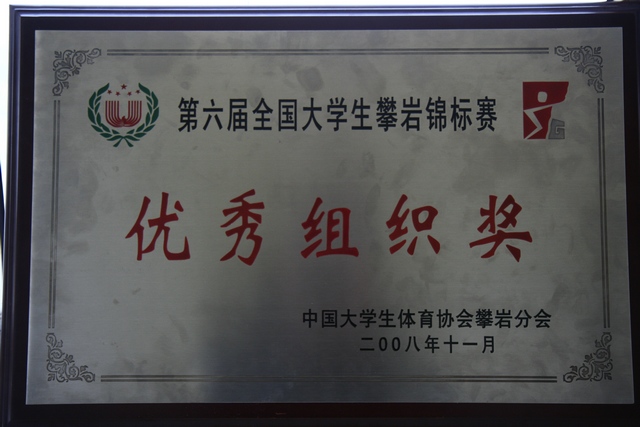 第六届全国大学生攀岩锦标赛
优秀组织奖
中国大学生体育协会攀岩分会
二00八年十一月